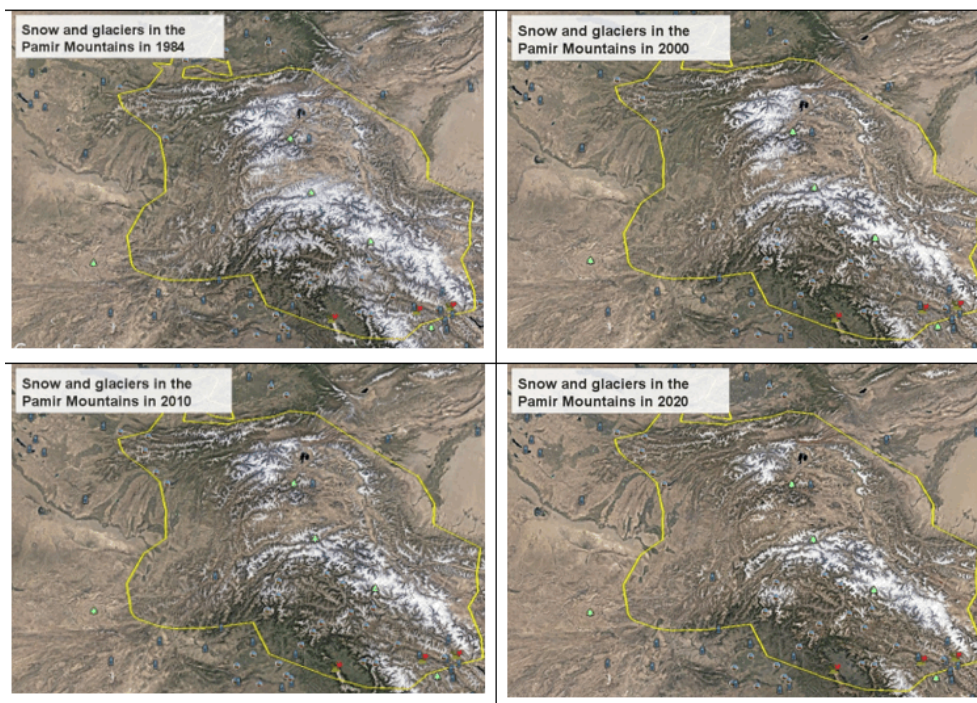 Snow and glaciers in the
Pamir Mountains in 1984
Snow and glaciers in the
Pamir Mountains in 2000
Snow and glaciers in the
Pamir Mountains in 2010
Snow and glaciers in the
Pamir Mountains in 2020